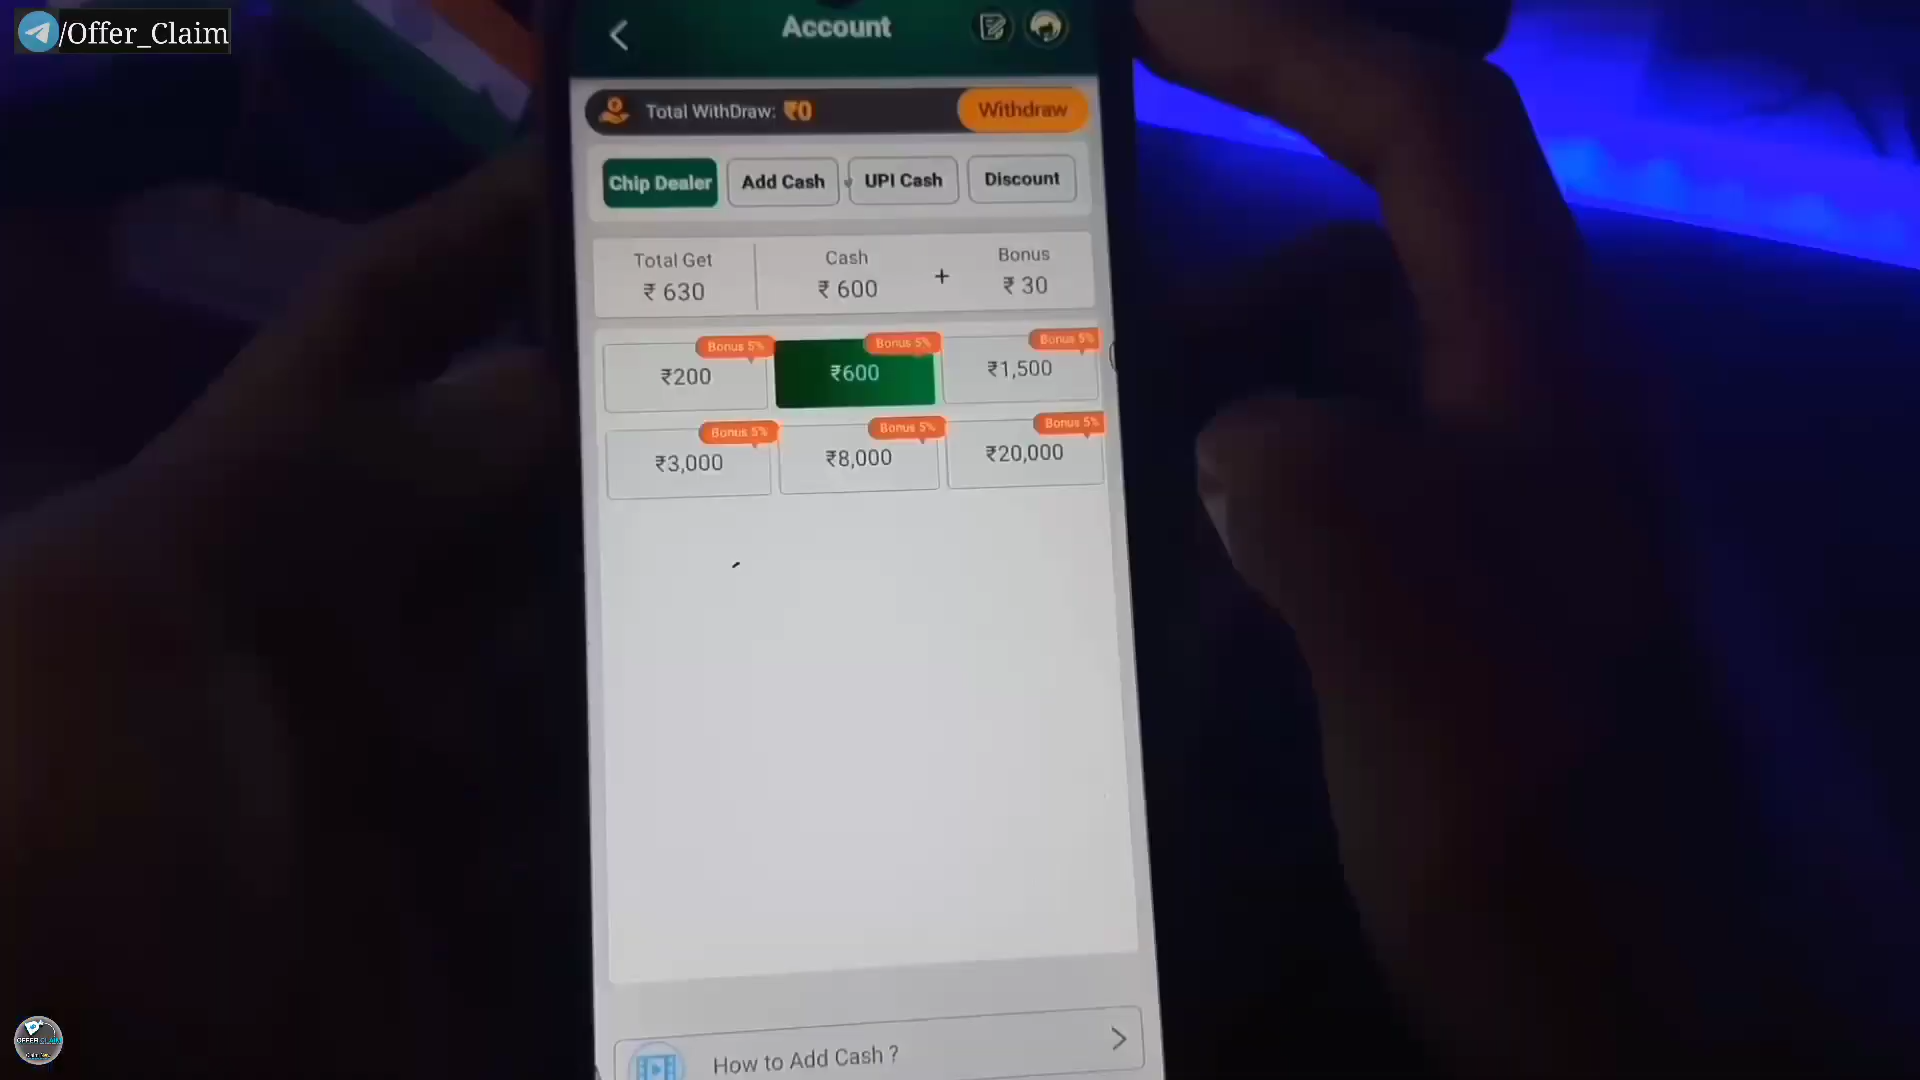 /Offer_Claim
Account
Total WithDraw: ₹0
Withdraw
Chip Dealer
Add Cash
UPI Cash
Discount
Total Get
₹ 630
Cash
₹ 600
+
Bonus
₹ 30
Bonus 5%
₹200
Bonus 5%
₹600
Bonus 5%
₹1,500
Bonus 5%
₹3,000
Bonus 5%
₹8,000
Bonus 5%
₹20,000
How to Add Cash ?
OFFER CLAIM